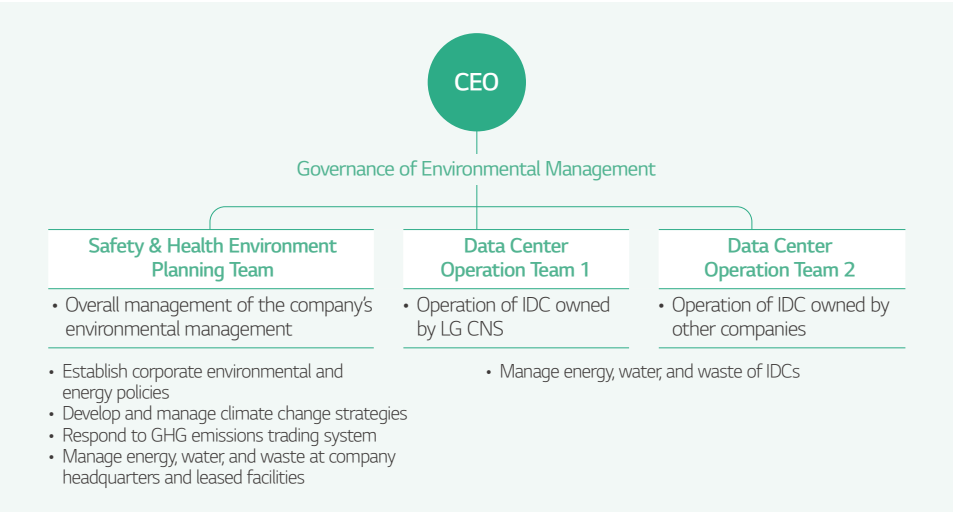 CEO
Governance of Environmental Management
Safety & Health Environment
Planning Team
• Overall management of the company's
environmental management
• Establish corporate environmental and
energy policies
• Develop and manage climate change strategies
• Respond to GHG emissions trading system
• Manage energy, water, and waste at company
headquarters and leased facilities
Data Center
Operation Team 1
• Operation of IDC owned
by LG CNS
Data Center
Operation Team 2
• Operation of IDC owned by
other companies
• Manage energy, water, and waste of IDCs